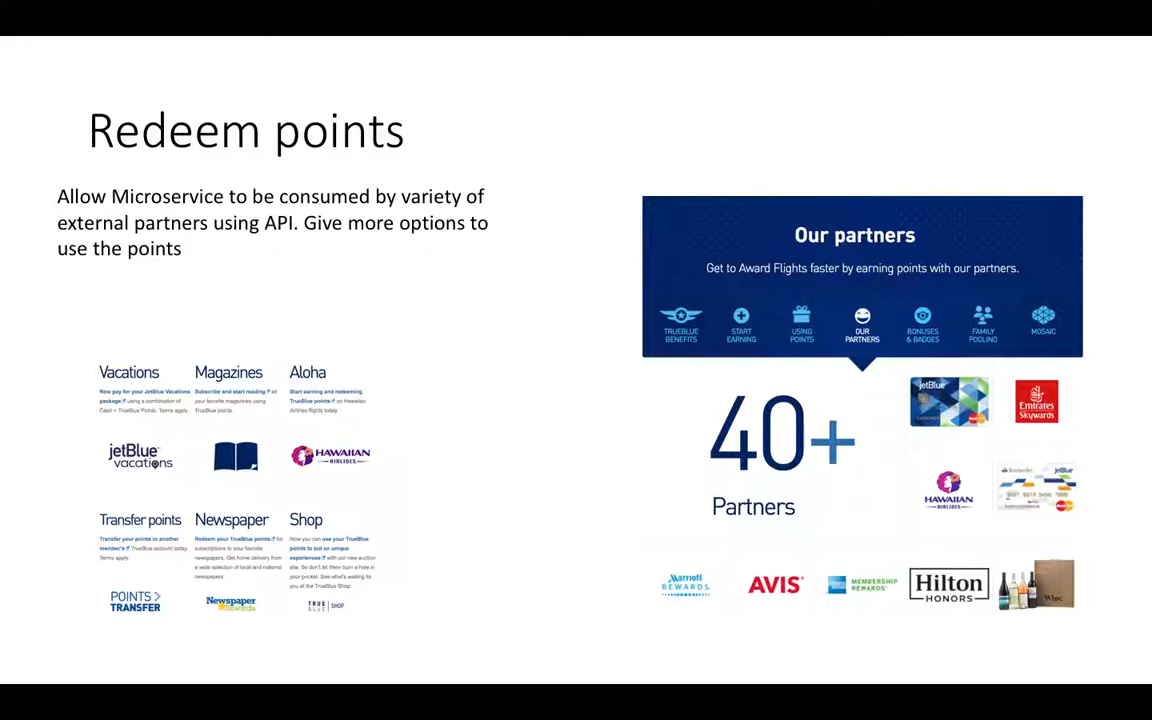 Redeem points
Allow Microservice to be consumed by variety of
external partners using API. Give more options to
use the points
Vacations
Now pay for your JetBlue Vacations
package using a combination of
Cash + TrueBlue Points. Terms apply.
jetBlue
vacations
Magazines
Subscribe and start reading all
your favorite magazines using
TrueBlue points.
Aloha
Start earning and redeeming
TrueBlue points on Hawaiian
Airlines flights today
HAWAIIAN
AIRLINES
Transfer points
Transfer your points to another
member's TrueBlue account today.
Terms apply.
POINTS
TRANSFER
Newspaper
Redeem your TrueBlue points for
subscriptions to your favorite
newspapers. Get home delivery from
a wide selection of local and national
newspapers.
Newspaper
Rewards
Shop
Now you can use your TrueBlue
points to bid on unique
experiences with our new auction
site. So don't let them burn a hole in
your pocket. See what's waiting for
you at the TrueBlue Shop.
TRUE
BLUE SHOP
Our partners
Get to Award Flights faster by earning points with our partners.
TRUEBLUE
BENEFITS
START
EARNING
USING
POINTS
OUR
PARTNERS
BONUSES
& BADGES
FAMILY
POOLING
MOSAIC
40+
Partners
jetBlue
MasterCard
Emirates
Skywards
HAWAIIAN
AIRLINES
Santander
jetBlue
MasterCard
Marriott
REWARDS.
AVIS
MEMBERSHIP
REWARDS
Hilton
HONORS
Winc